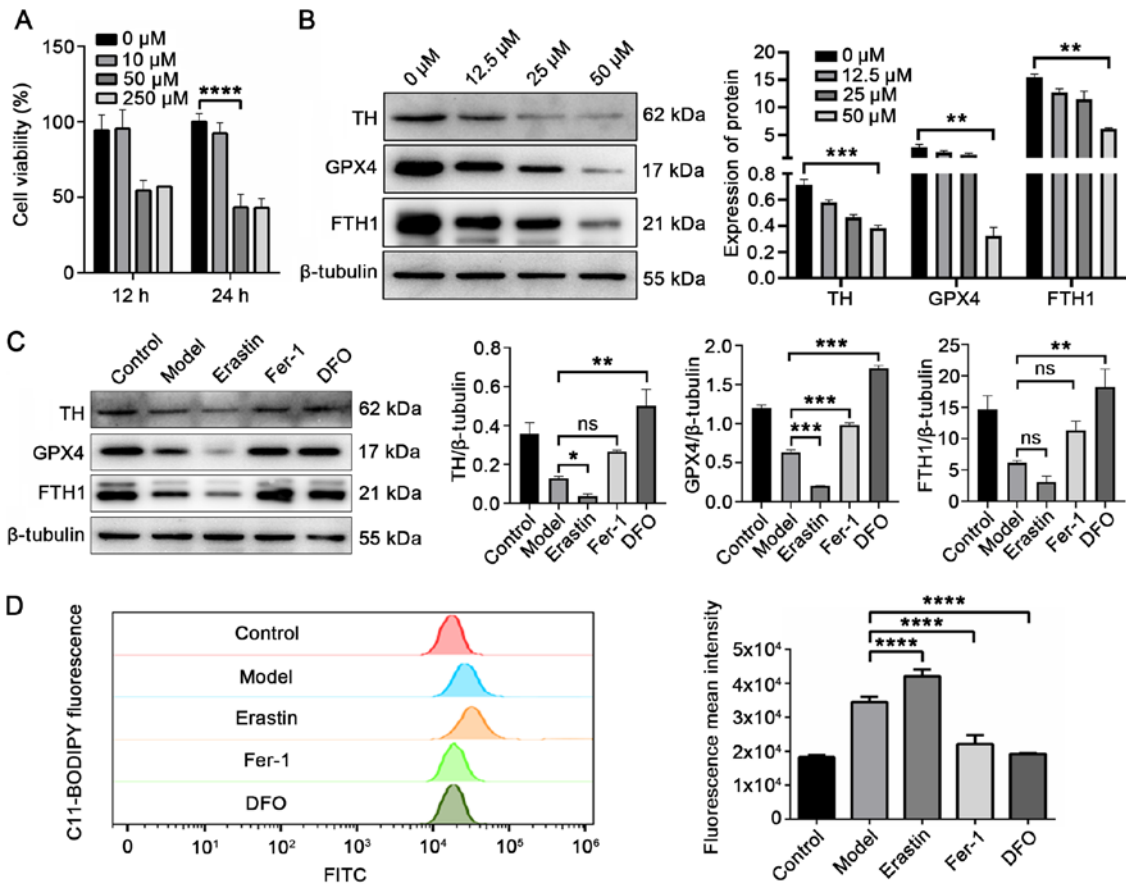 A
0 µM
10 µM
50 µM
250 µM
****
Cell viability (%)
150
100
50
0
12 h
24 h
B
0 µM
12.5 µM
25 µM
50 µM
TH
62 kDa
GPX4
17 kDa
FTH1
21 kDa
β-tubulin
55 kDa
Expression of protein
20
15
10
5
0.8
0.6
0.4
0.2
0.0
0 µM
12.5 µM
25 µM
50 µM
***
**
**
TH
GPX4
FTH1
C
Control
Model
Erastin
Fer-1
DFO
TH
62 kDa
GPX4
17 kDa
FTH1
21 kDa
β-tubulin
55 kDa
TH/β-tubulin
0.6
0.4
0.2
0.0
**
ns
*
Control
Model
Erastin
Fer-1
DFO
GPX4/β-tubulin
2.0
1.5
1.0
0.5
0.0
***
***
***
Control
Model
Erastin
Fer-1
DFO
FTH1/β-tubulin
25
20
15
10
5
0
**
ns
ns
Control
Model
Erastin
Fer-1
DFO
D
C11-BODIPY fluorescence
Control
Model
Erastin
Fer-1
DFO
0
10¹
10²
10³
10⁴
10⁵
10⁶
FITC
Fluorescence mean intensity
5x10⁴
4x10⁴
3x10⁴
2x10⁴
1x10⁴
0
****
****
****
Control
Model
Erastin
Fer-1
DFO